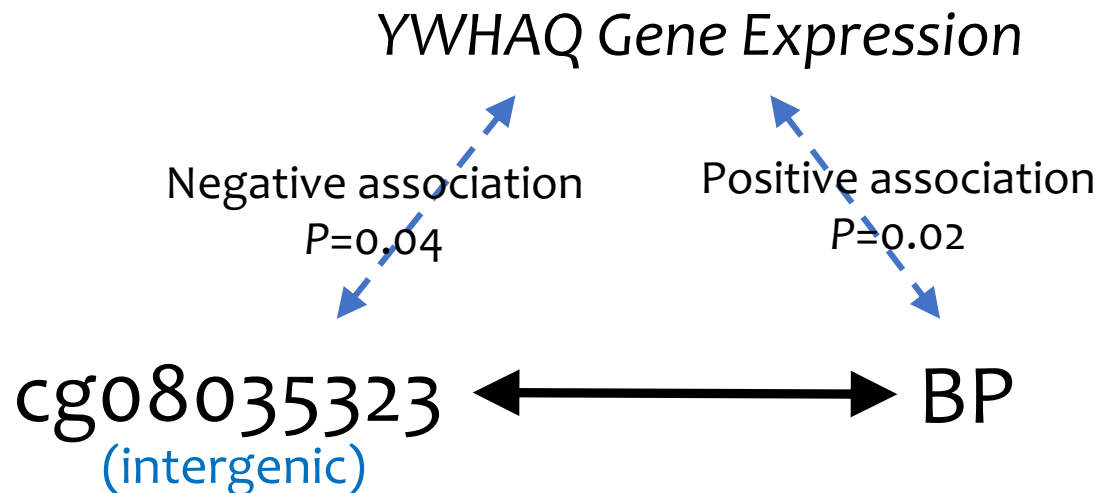 YWHAQ Gene Expression
Negative association
P=0.04
Positive association
P=0.02
cg08035323
(intergenic)
BP